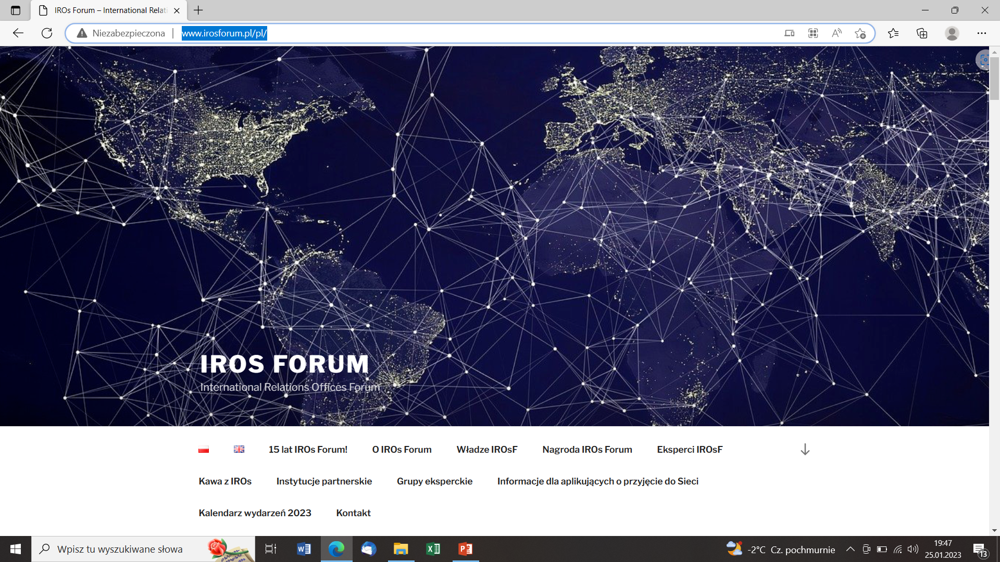 IROs Forum – International Relati
Niezabezpieczona
www.irosforum.pl/pl/
IROS FORUM
International Relations Offices Forum
15 lat IROs Forum! O IROs Forum Władze IROsF Nagroda IROs Forum Eksperci IROsF
Kawa z IROs Instytucje partnerskie Grupy eksperckie Informacje dla aplikujących o przyjęcie do Sieci
Kalendarz wydarzeń 2023 Kontakt
Wpisz tu wyszukiwane słowa
-2°C Cz. pochmurnie
19:47
25.01.2023
13